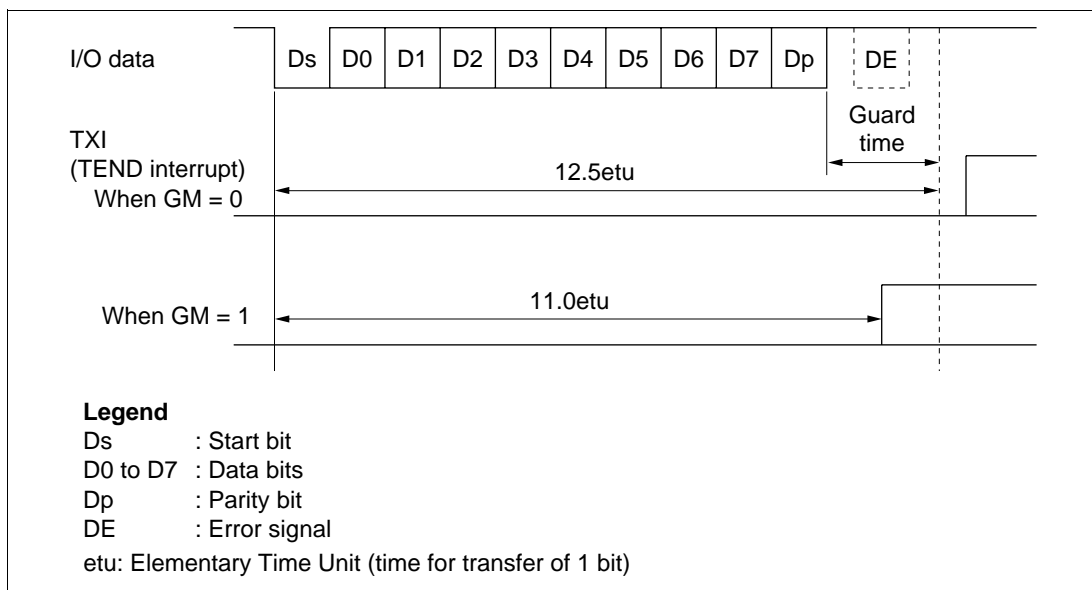 I/O data
Ds D0 D1 D2 D3 D4 D5 D6 D7 Dp DE
Guard
time
TXI
(TEND interrupt)
When GM = 0
12.5etu
When GM = 1
11.0etu
Legend
Ds : Start bit
D0 to D7 : Data bits
Dp : Parity bit
DE : Error signal
etu: Elementary Time Unit (time for transfer of 1 bit)